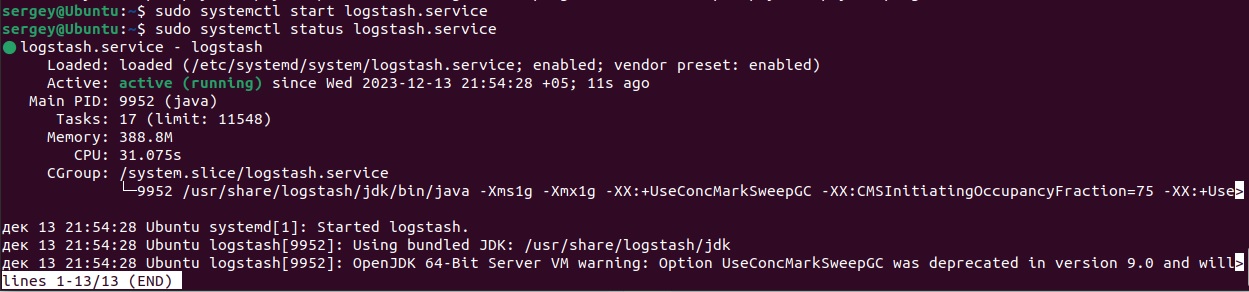 sergey@Ubuntu:~$ sudo systemctl start logstash.service
sergey@Ubuntu:~$ sudo systemctl status logstash.service
● logstash.service - logstash
     Loaded: loaded (/etc/systemd/system/logstash.service; enabled; vendor preset: enabled)
     Active: active (running) since Wed 2023-12-13 21:54:28 +05; 11s ago
   Main PID: 9952 (java)
      Tasks: 17 (limit: 11548)
     Memory: 388.8M
        CPU: 31.075s
     CGroup: /system.slice/logstash.service
             └─9952 /usr/share/logstash/jdk/bin/java -Xms1g -Xmx1g -XX:+UseConcMarkSweepGC -XX:CMSInitiatingOccupancyFraction=75 -XX:+Use>
дек 13 21:54:28 Ubuntu systemd[1]: Started logstash.
дек 13 21:54:28 Ubuntu logstash[9952]: Using bundled JDK: /usr/share/logstash/jdk
дек 13 21:54:28 Ubuntu logstash[9952]: OpenJDK 64-Bit Server VM warning: Option UseConcMarkSweepGC was deprecated in version 9.0 and will>
lines 1-13/13 (END)